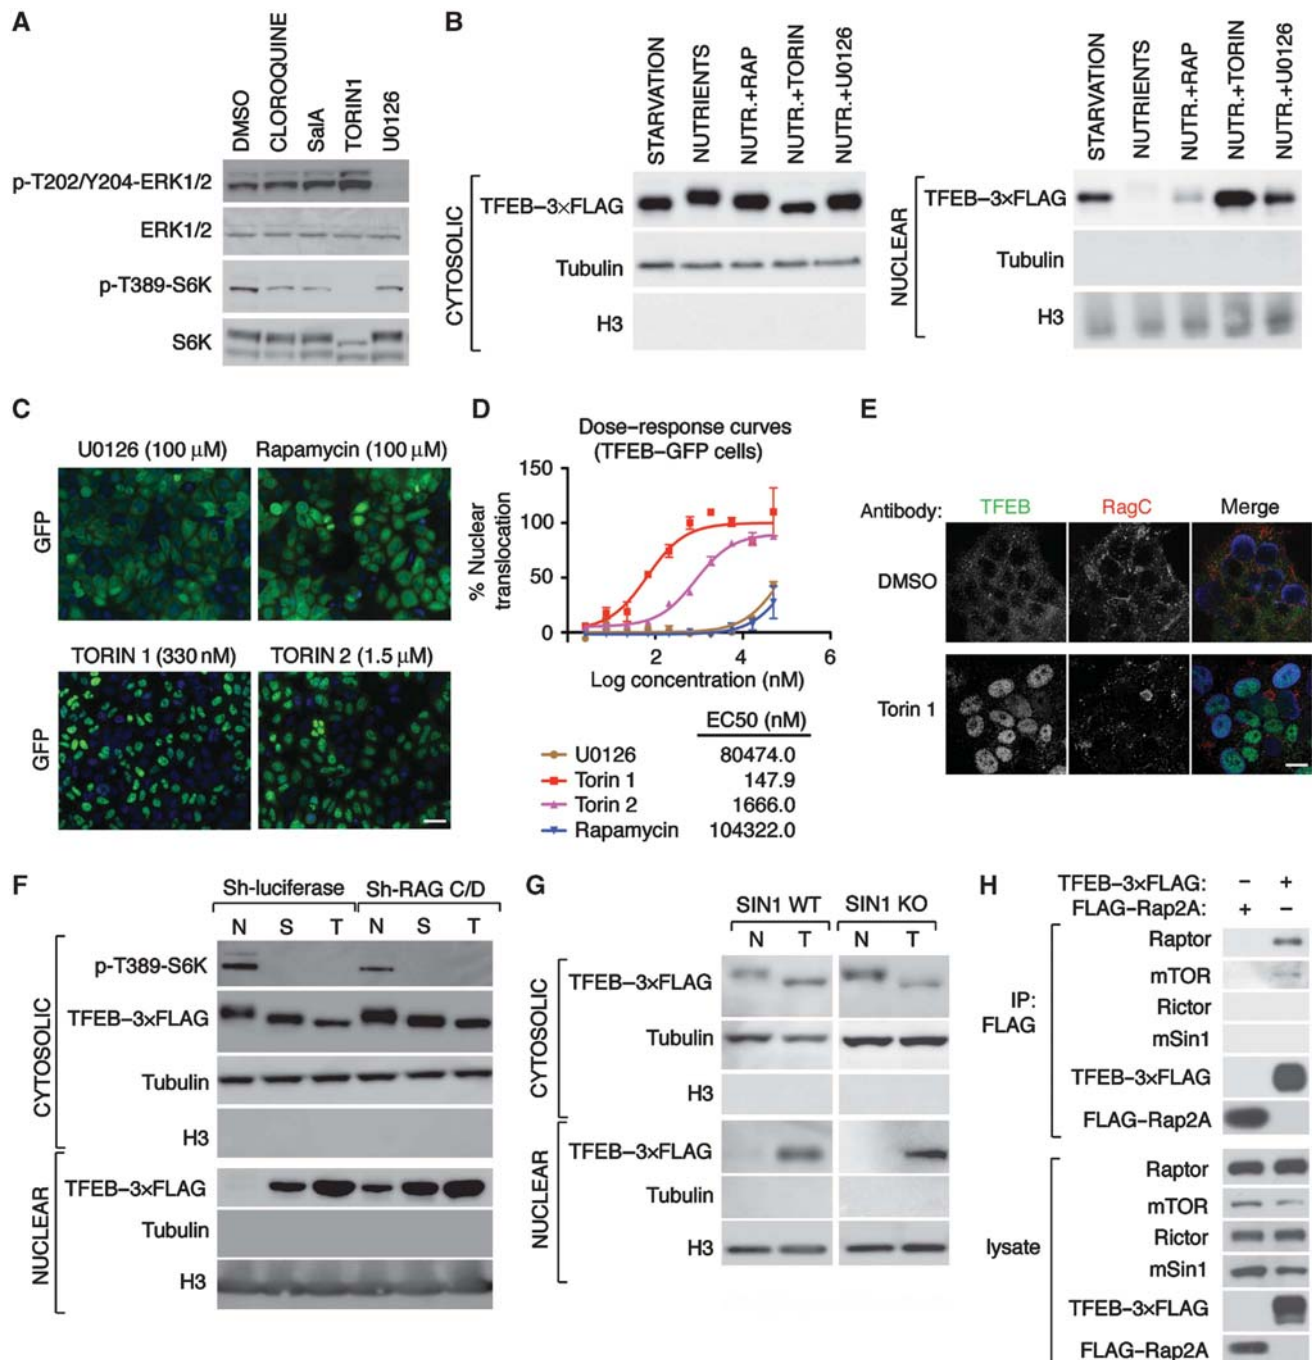 A
DMSO
CLOROQUINE
SalA
TORIN1
U0126
p-T202/Y204-ERK1/2
ERK1/2
p-T389-S6K
S6K
B
STARVATION
NUTRIENTS
NUTR.+RAP
NUTR.+TORIN
NUTR.+U0126
CYTOSOLIC
TFEB–3×FLAG
Tubulin
H3
STARVATION
NUTRIENTS
NUTR.+RAP
NUTR.+TORIN
NUTR.+U0126
NUCLEAR
TFEB–3×FLAG
Tubulin
H3
C
U0126 (100 μM)
Rapamycin (100 μM)
GFP
TORIN 1 (330 nM)
TORIN 2 (1.5 μM)
GFP
D
Dose–response curves
(TFEB–GFP cells)
% Nuclear
translocation
150
100
50
0
2
4
6
Log concentration (nM)
EC50 (nM)
U0126 80474.0
Torin 1 147.9
Torin 2 1666.0
Rapamycin 104322.0
E
Antibody: TFEB RagC Merge
DMSO
Torin 1
F
Sh-luciferase Sh-RAG C/D
N S T N S T
CYTOSOLIC
p-T389-S6K
TFEB–3×FLAG
Tubulin
H3
NUCLEAR
TFEB–3×FLAG
Tubulin
H3
G
SIN1 WT SIN1 KO
N T N T
CYTOSOLIC
TFEB–3×FLAG
Tubulin
H3
NUCLEAR
TFEB–3×FLAG
Tubulin
H3
H
TFEB-3×FLAG: – +
FLAG–Rap2A: + –
IP:
FLAG
Raptor
mTOR
Rictor
mSin1
TFEB-3×FLAG
FLAG–Rap2A
lysate
Raptor
mTOR
Rictor
mSin1
TFEB-3×FLAG
FLAG–Rap2A